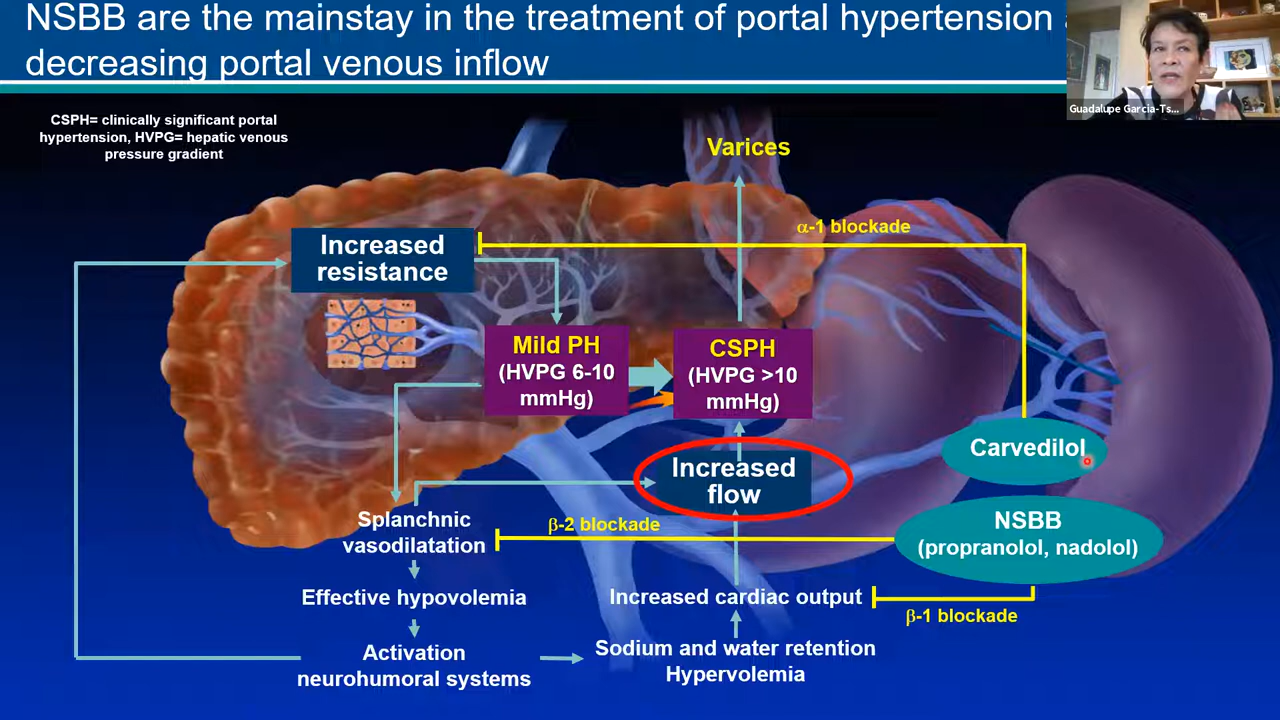 NSBB are the mainstay in the treatment of portal hypertension
decreasing portal venous inflow
Guadalupe Garcia-Ts...
CSPH= clinically significant portal
hypertension, HVPG= hepatic venous
pressure gradient
Varices
α-1 blockade
Increased
resistance
Mild PH
(HVPG 6-10
mmHg)
CSPH
(HVPG >10
mmHg)
Carvedilol
Increased
flow
Splanchnic
vasodilatation
β-2 blockade
NSBB
(propranolol, nadolol)
Effective hypovolemia
Increased cardiac output
β-1 blockade
Activation
neurohumoral systems
Sodium and water retention
Hypervolemia